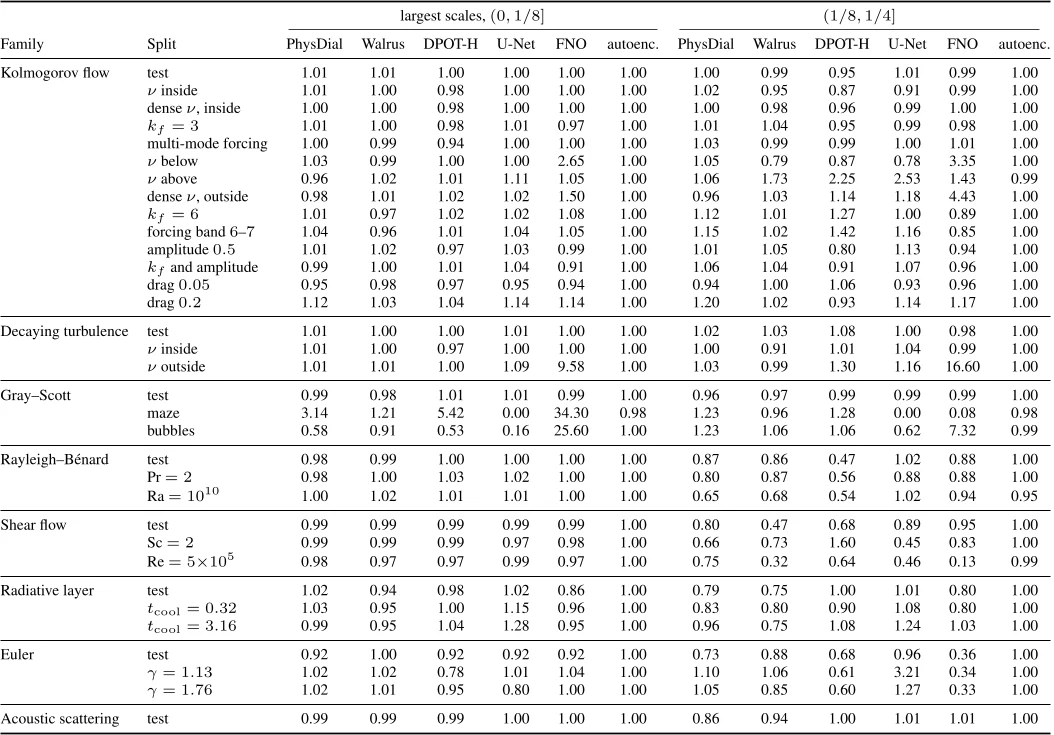 largest scales, (0, 1/8] (1/8, 1/4]
Family Split PhysDial Walrus DPOT-H U-Net FNO autoenc. PhysDial Walrus DPOT-H U-Net FNO autoenc.
Kolmogorov flow test 1.01 1.01 1.00 1.00 1.00 1.00 1.00 0.99 0.95 1.01 0.99 1.00
ν inside 1.01 1.00 0.98 1.00 1.00 1.00 1.02 0.95 0.87 0.91 0.99 1.00
dense ν, inside 1.00 1.00 0.98 1.00 1.00 1.00 1.00 0.98 0.96 0.99 1.00 1.00
k_f = 3 1.01 1.00 0.98 1.01 0.97 1.00 1.01 1.04 0.95 0.99 0.98 1.00
multi-mode forcing 1.00 0.99 0.94 1.00 1.00 1.00 1.03 0.99 0.99 1.00 1.01 1.00
ν below 1.03 0.99 1.00 1.00 2.65 1.00 1.05 0.79 0.87 0.78 3.35 1.00
ν above 0.96 1.02 1.01 1.11 1.05 1.00 1.06 1.73 2.25 2.53 1.43 0.99
dense ν, outside 0.98 1.01 1.02 1.02 1.50 1.00 0.96 1.03 1.14 1.18 4.43 1.00
k_f = 6 1.01 0.97 1.02 1.02 1.08 1.00 1.12 1.01 1.27 1.00 0.89 1.00
forcing band 6–7 1.04 0.96 1.01 1.04 1.05 1.00 1.15 1.02 1.42 1.16 0.85 1.00
amplitude 0.5 1.01 1.02 0.97 1.03 0.99 1.00 1.01 1.05 0.80 1.13 0.94 1.00
k_f and amplitude 0.99 1.00 1.01 1.04 0.91 1.00 1.06 1.04 0.91 1.07 0.96 1.00
drag 0.05 0.95 0.98 0.97 0.95 0.94 1.00 0.94 1.00 1.06 0.93 0.96 1.00
drag 0.2 1.12 1.03 1.04 1.14 1.14 1.00 1.20 1.02 0.93 1.14 1.17 1.00
Decaying turbulence test 1.01 1.00 1.00 1.01 1.00 1.00 1.02 1.03 1.08 1.00 0.98 1.00
ν inside 1.01 1.00 0.97 1.00 1.00 1.00 1.00 0.91 1.01 1.04 0.99 1.00
ν outside 1.01 1.01 1.00 1.09 9.58 1.00 1.03 0.99 1.30 1.16 16.60 1.00
Gray–Scott test 0.99 0.98 1.01 1.01 0.99 1.00 0.96 0.97 0.99 0.99 0.99 1.00
maze 3.14 1.21 5.42 0.00 34.30 0.98 1.23 0.96 1.28 0.00 0.08 0.98
bubbles 0.58 0.91 0.53 0.16 25.60 1.00 1.23 1.06 1.06 0.62 7.32 0.99
Rayleigh–Bénard test 0.98 0.99 1.00 1.00 1.00 1.00 0.87 0.86 0.47 1.02 0.88 1.00
Pr = 2 0.98 1.00 1.03 1.02 1.00 1.00 0.80 0.87 0.56 0.88 0.88 1.00
Ra = 10^10 1.00 1.02 1.01 1.01 1.00 1.00 0.65 0.68 0.54 1.02 0.94 0.95
Shear flow test 0.99 0.99 0.99 0.99 0.99 1.00 0.80 0.47 0.68 0.89 0.95 1.00
Sc = 2 0.99 0.99 0.99 0.97 0.98 1.00 0.66 0.73 1.60 0.45 0.83 1.00
Re = 5×10^5 0.98 0.97 0.97 0.99 0.97 1.00 0.75 0.32 0.64 0.46 0.13 0.99
Radiative layer test 1.02 0.94 0.98 1.02 0.86 1.00 0.79 0.75 1.00 1.01 0.80 1.00
t_cool = 0.32 1.03 0.95 1.00 1.15 0.96 1.00 0.83 0.80 0.90 1.08 0.80 1.00
t_cool = 3.16 0.99 0.95 1.04 1.28 0.95 1.00 0.96 0.75 1.08 1.24 1.03 1.00
Euler test 0.92 1.00 0.92 0.92 0.92 1.00 0.73 0.88 0.68 0.96 0.36 1.00
γ = 1.13 1.02 1.02 0.78 1.01 1.04 1.00 1.10 1.06 0.61 3.21 0.34 1.00
γ = 1.76 1.02 1.01 0.95 0.80 1.00 1.00 1.05 0.85 0.60 1.27 0.33 1.00
Acoustic scattering test 0.99 0.99 0.99 1.00 1.00 1.00 0.86 0.94 1.00 1.01 1.01 1.00